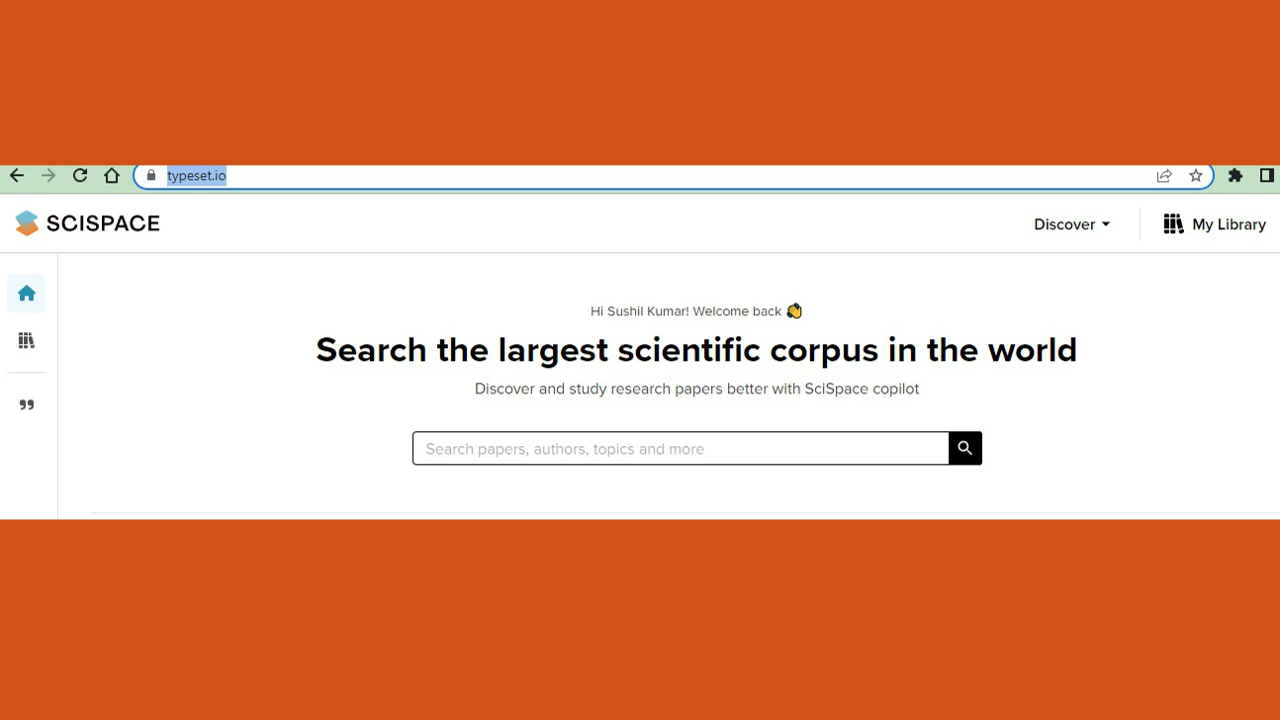 typeset.io
SCISPACE
Discover
My Library
Hi Sushil Kumar! Welcome back 👏
Search the largest scientific corpus in the world
Discover and study research papers better with SciSpace copilot
Search papers, authors, topics and more